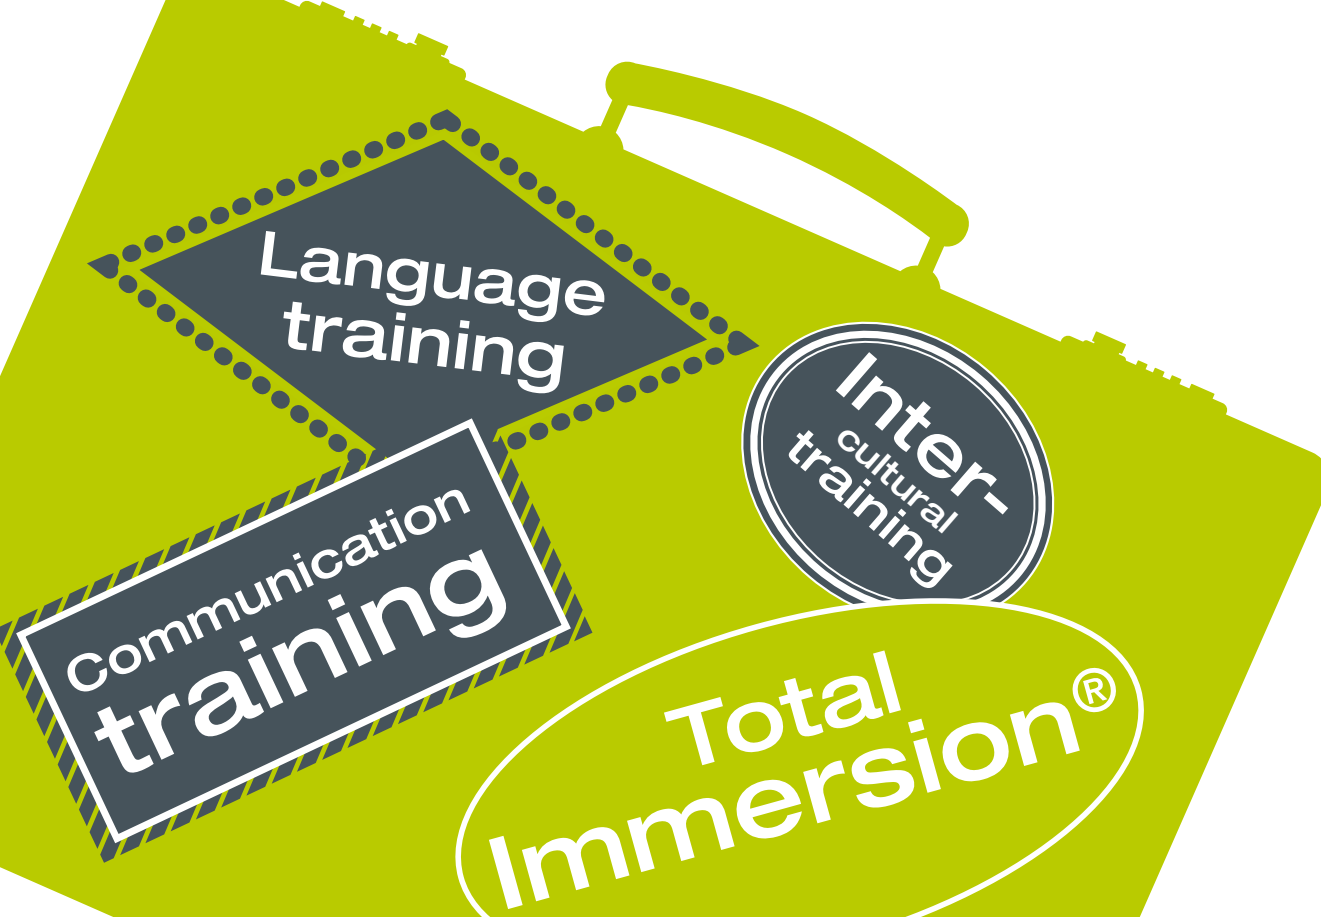 Language
training
Inter-
cultural
training
Communication
training
Total
Immersion®